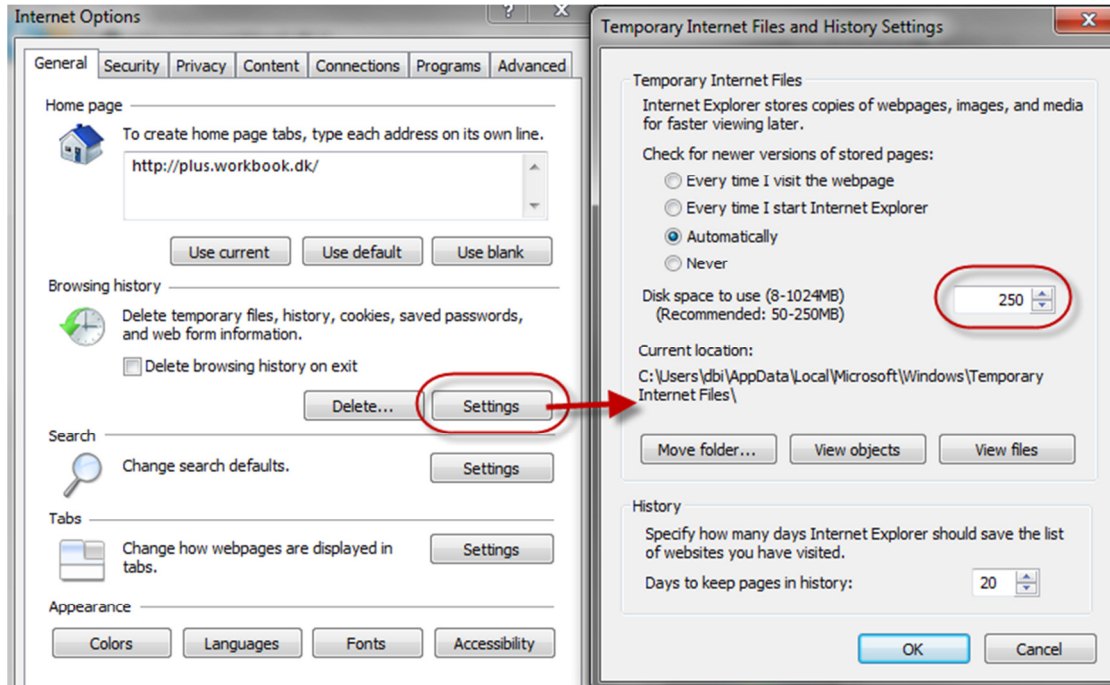 Internet Options
General Security Privacy Content Connections Programs Advanced
Home page
To create home page tabs, type each address on its own line.
http://plus.workbook.dk/
Use current Use default Use blank
Browsing history
Delete temporary files, history, cookies, saved passwords,
and web form information.
Delete browsing history on exit
Delete... Settings
Search
Change search defaults.
Settings
Tabs
Change how webpages are displayed in
tabs.
Settings
Appearance
Colors Languages Fonts Accessibility
Temporary Internet Files and History Settings
Temporary Internet Files
Internet Explorer stores copies of webpages, images, and media
for faster viewing later.
Check for newer versions of stored pages:
Every time I visit the webpage
Every time I start Internet Explorer
Automatically
Never
Disk space to use (8-1024MB)
(Recommended: 50-250MB)
250
Current location:
C:\Users\dbi\AppData\Local\Microsoft\Windows\Temporary
Internet Files\
Move folder... View objects View files
History
Specify how many days Internet Explorer should save the list
of websites you have visited.
Days to keep pages in history: 20
OK Cancel